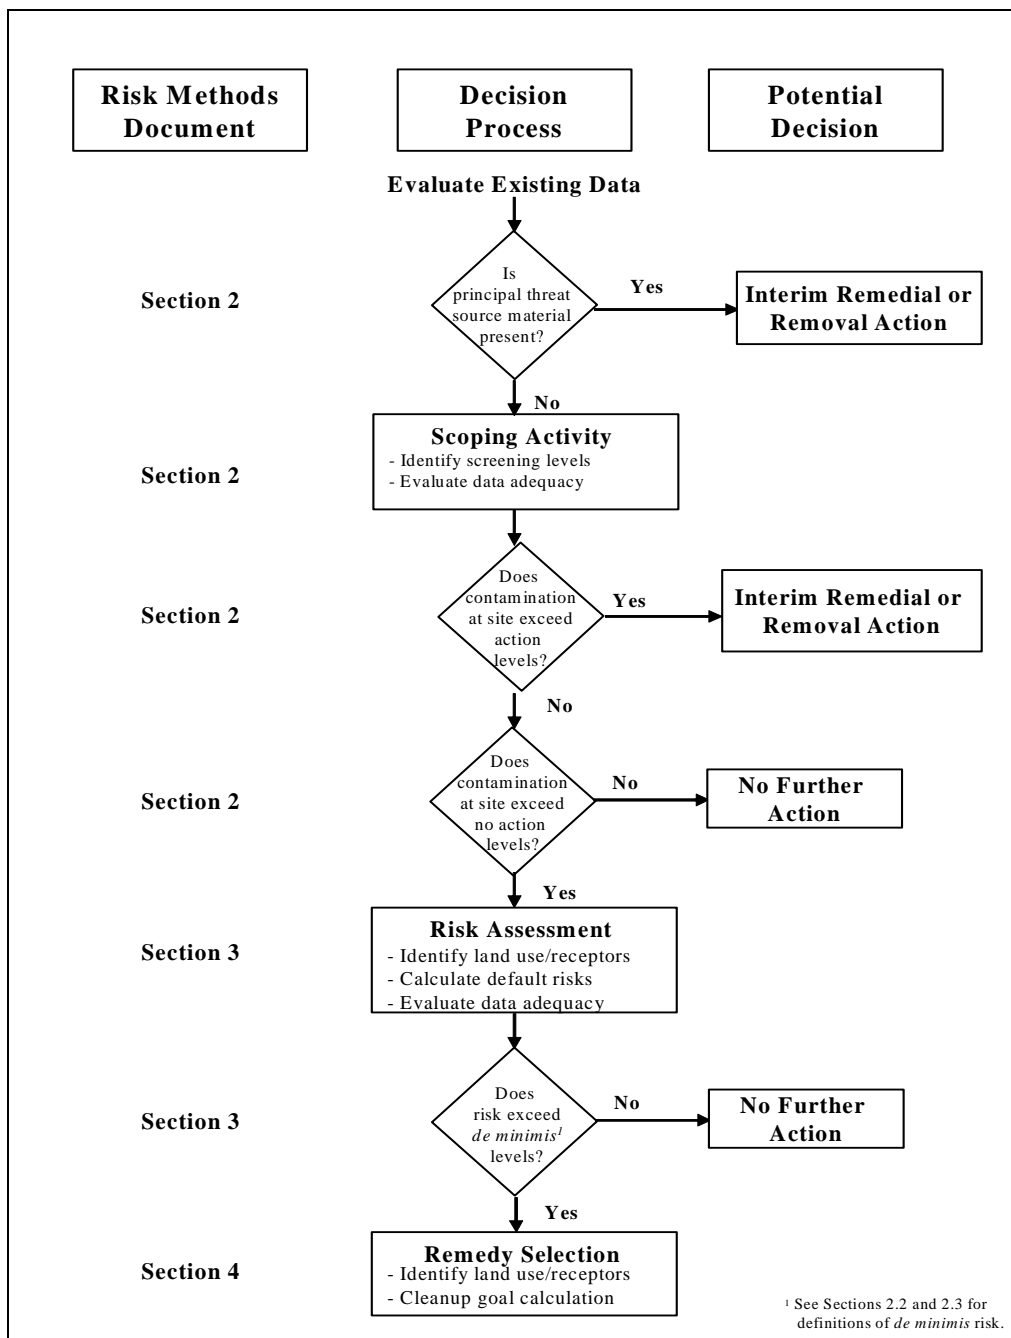 Risk Methods
Document
Decision
Process
Potential
Decision
Evaluate Existing Data
Section 2
Is
principal threat
source material
present?
Yes
Interim Remedial or
Removal Action
No
Section 2
Scoping Activity
- Identify screening levels
- Evaluate data adequacy
Section 2
Does
contamination
at site exceed
action
levels?
Yes
Interim Remedial or
Removal Action
No
Section 2
Does
contamination
at site exceed
no action
levels?
No
No Further
Action
Yes
Section 3
Risk Assessment
- Identify land use/receptors
- Calculate default risks
- Evaluate data adequacy
Section 3
Does
risk exceed
de minimis¹
levels?
No
No Further
Action
Yes
Section 4
Remedy Selection
- Identify land use/receptors
- Cleanup goal calculation
¹ See Sections 2.2 and 2.3 for
definitions of de minimis risk.